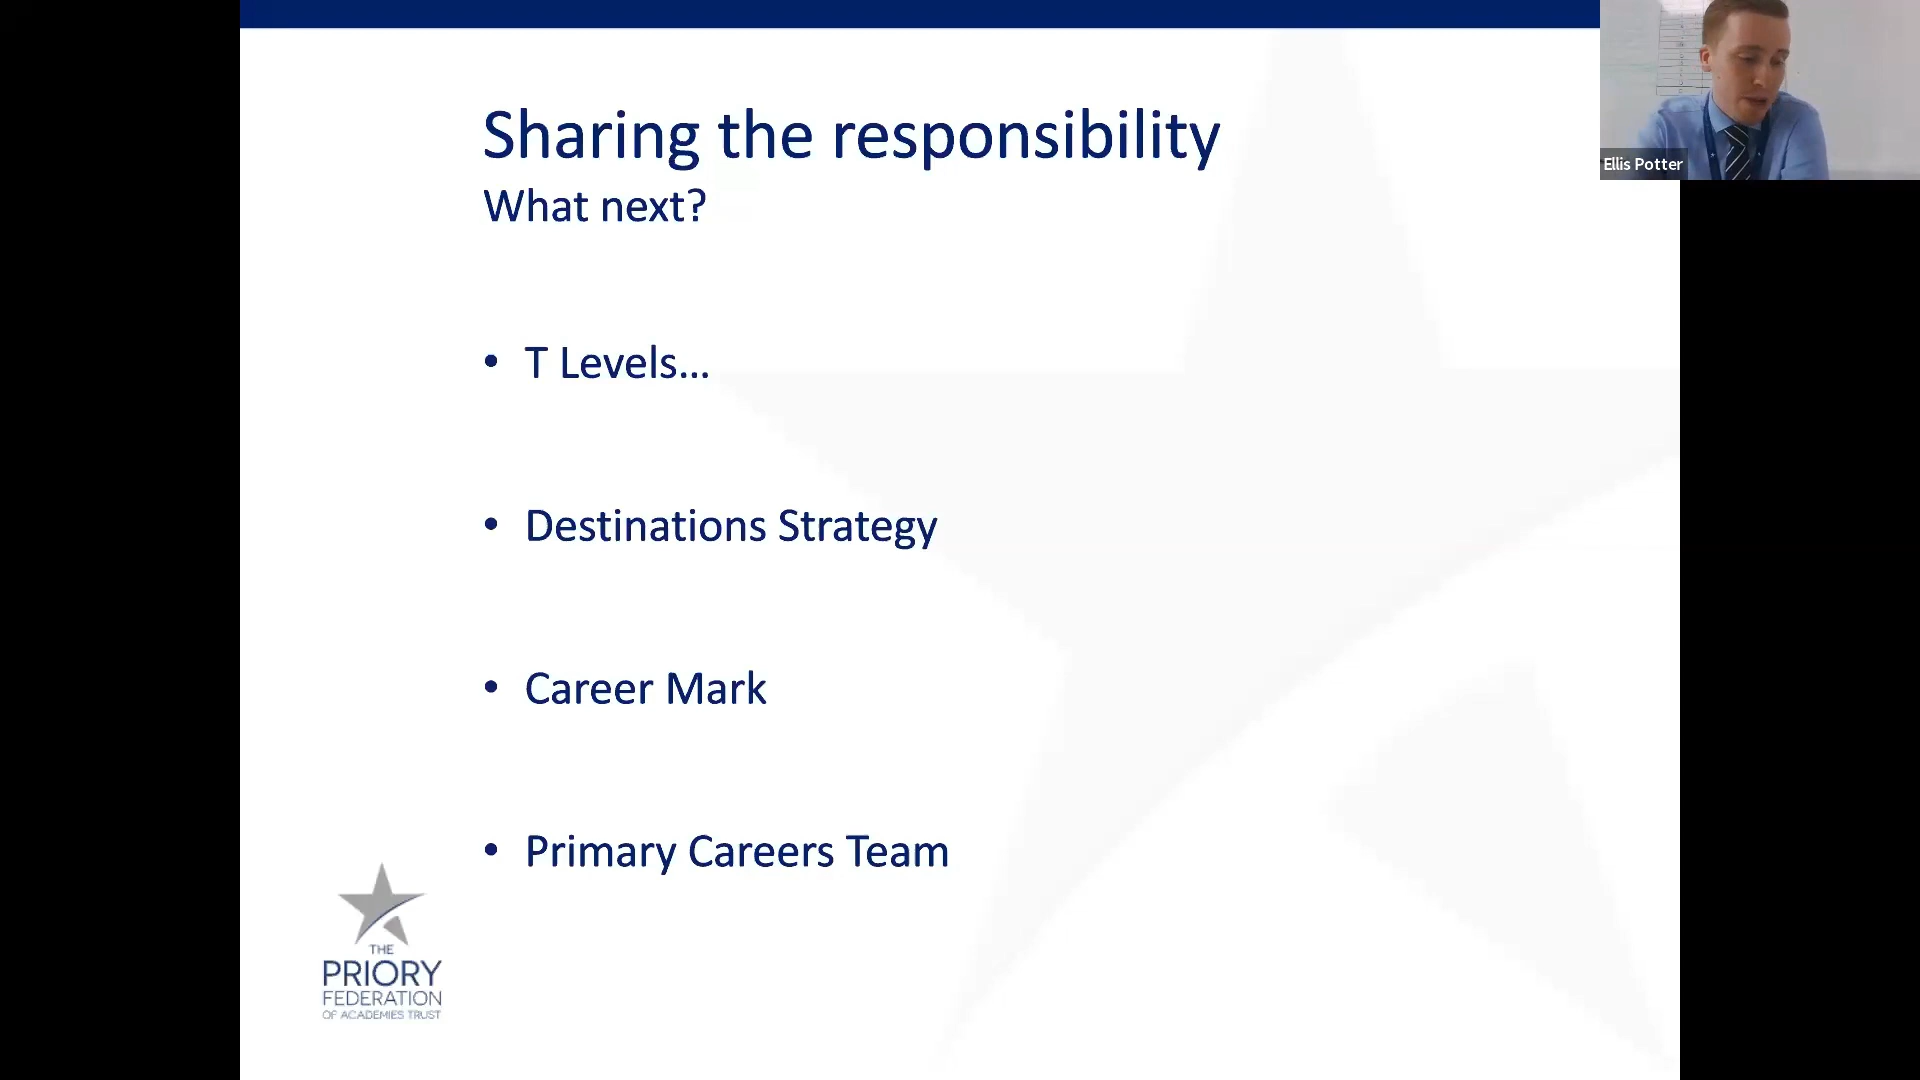 Sharing the responsibility
What next?
• T Levels...
• Destinations Strategy
• Career Mark
• Primary Careers Team
THE
PRIORY
FEDERATION
OF ACADEMIES TRUST
Ellis Potter